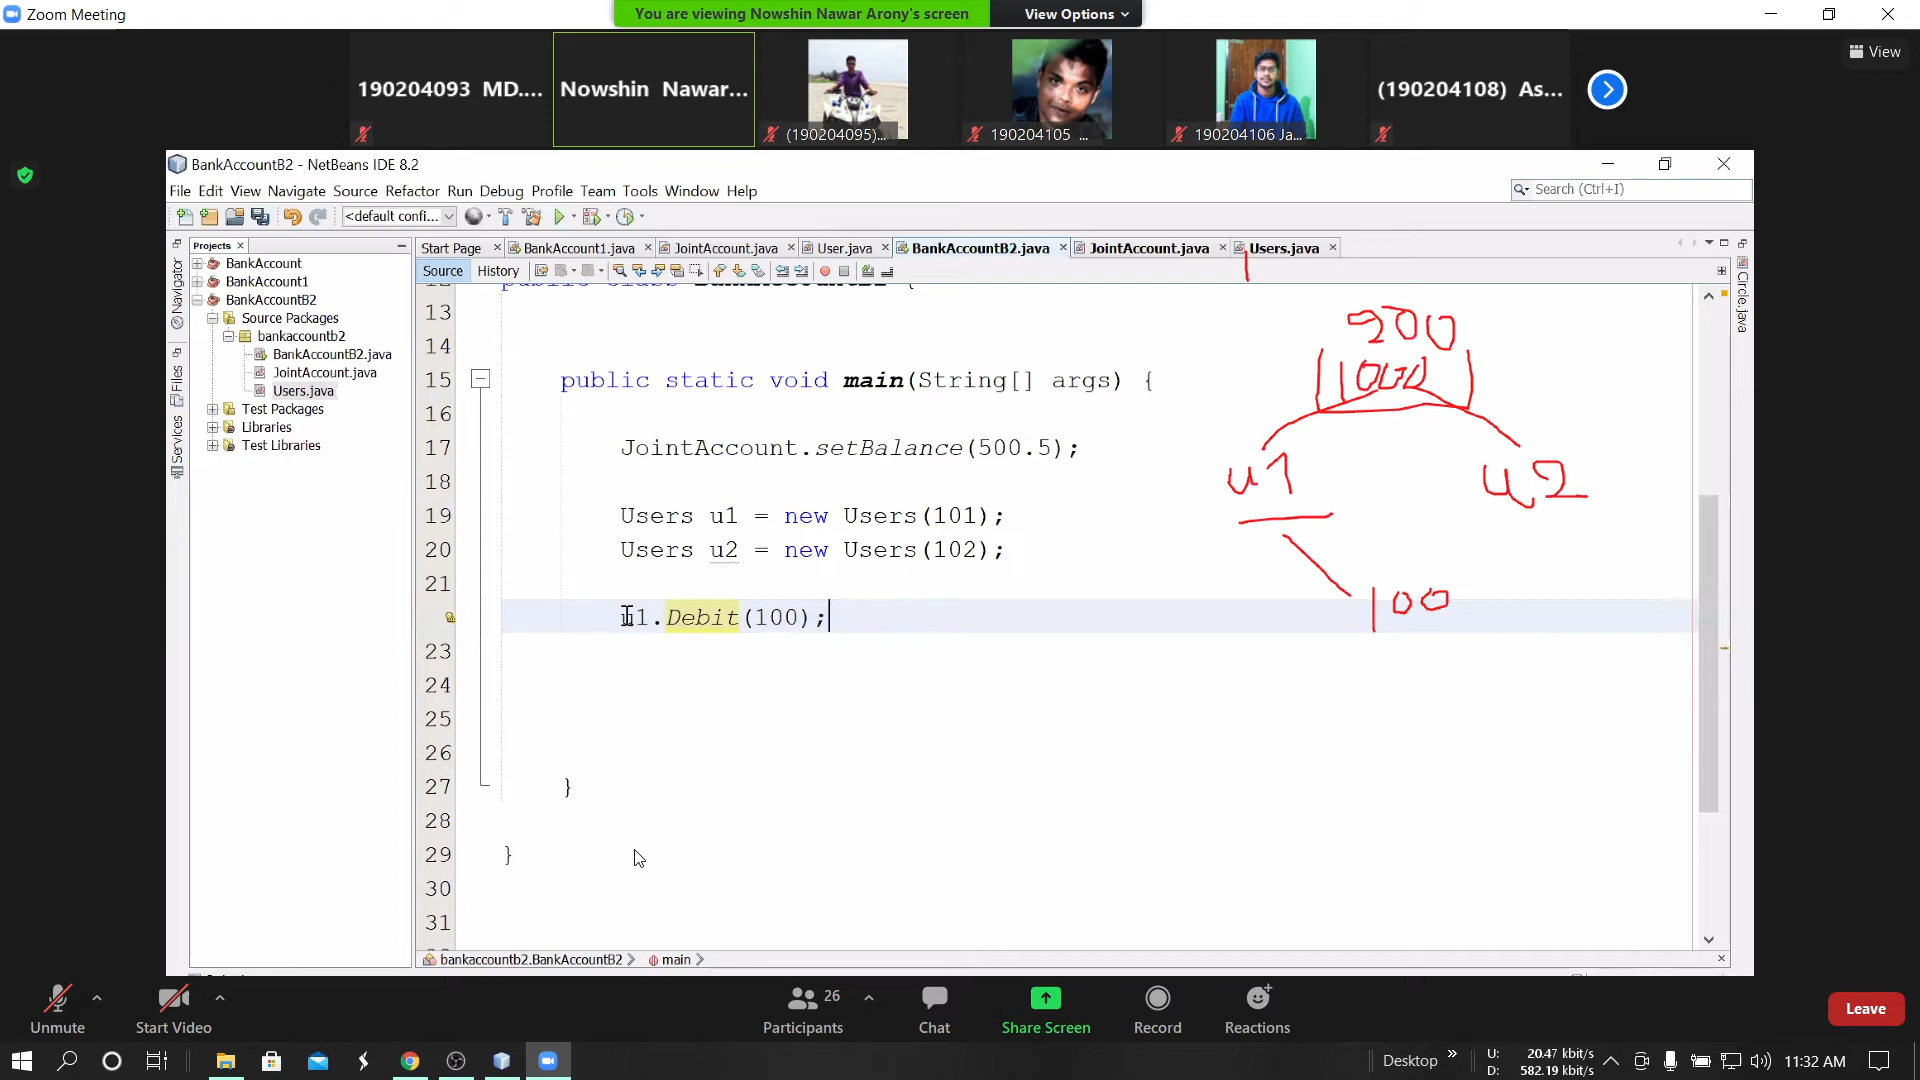 Zoom Meeting
You are viewing Nowshin Nawar Arony's screen
View Options
View
190204093 MD....
Nowshin Nawar...
(190204095)...
190204105 ...
190204106 Ja...
(190204108) As...
BankAccountB2 - NetBeans IDE 8.2
File Edit View Navigate Source Refactor Run Debug Profile Team Tools Window Help
Search (Ctrl+I)
<default confi...
Projects
Start Page
BankAccount1.java
JointAccount.java
User.java
BankAccountB2.java
JointAccount.java
Users.java
Source
History
Navigator
Files
Services
Circle.java
BankAccount
BankAccount1
BankAccountB2
Source Packages
bankaccountb2
BankAccountB2.java
JointAccount.java
Users.java
Test Packages
Libraries
Test Libraries
13
14
15 public static void main(String[] args) {
16
17 JointAccount.setBalance(500.5);
18
19 Users u1 = new Users(101);
20 Users u2 = new Users(102);
21
u1.Debit(100);
23
24
25
26
27 }
28
29 }
30
31
1000
u1
u2
100
bankaccountb2.BankAccountB2
main
Unmute
Start Video
Participants
26
Chat
Share Screen
Record
Reactions
Leave
Desktop
U: 20.47 kbit/s
D: 582.19 kbit/s
11:32 AM